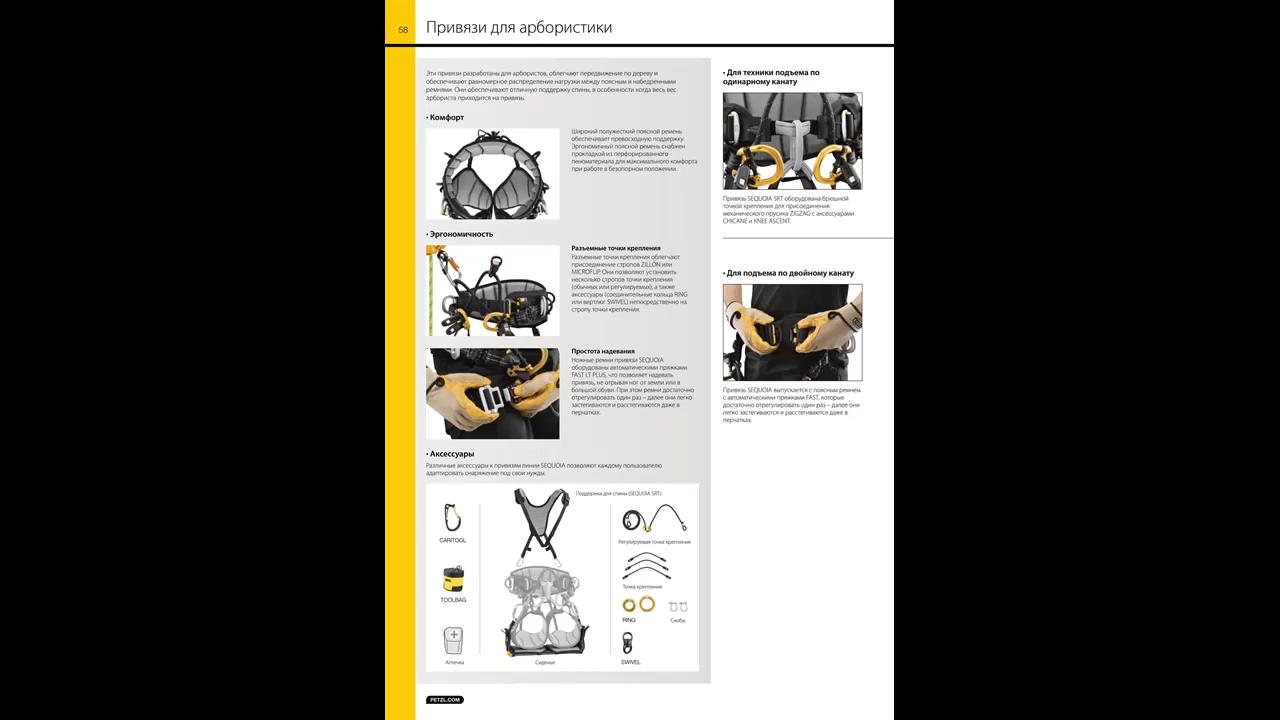 58
Привязи для арбористики
Эти привязи разработаны для арбористов, облегчают передвижение по дереву и
обеспечивают равномерное распределение нагрузки между поясным и набедренными
ремнями. Они обеспечивают отличную поддержку спины, в особенности когда весь вес
арбориста приходится на привязь.
• Комфорт
Широкий полужесткий поясной ремень
обеспечивает превосходную поддержку.
Эргономичный поясной ремень снабжен
прокладкой из перфорированного
пеноматериала для максимального комфорта
при работе в безопорном положении.
• Эргономичность
Разъемные точки крепления
Разъемные точки крепления облегчают
присоединение стропов ZILLON или
MICROFLIP. Они позволяют установить
несколько стропов точки крепления
(обычных или регулируемых), а также
аксессуары (соединительные кольца RING
или вертлюг SWIVEL) непосредственно на
стропу точки крепления.
Простота надевания
Ножные ремни привязи SEQUOIA
оборудованы автоматическими пряжками
FAST LT PLUS, что позволяет надевать
привязь, не отрывая ног от земли или в
большой обуви. При этом ремни достаточно
отрегулировать один раз – далее они легко
застегиваются и расстегиваются даже в
перчатках.
• Аксессуары
Различные аксессуары к привязям линии SEQUOIA позволяют каждому пользователю
адаптировать снаряжение под свои нужды.
Поддержка для спины (SEQUOIA SRT)
CARITOOL
TOOLBAG
Аптечка
Сиденье
Регулируемая точка крепления
Точка крепления
RING
Скобы
SWIVEL
• Для техники подъема по
одинарному канату
Привязь SEQUOIA SRT оборудована брюшной
точкой крепления для присоединения
механического прусика ZIGZAG с аксессуарами
CHICANE и KNEE ASCENT.
• Для подъема по двойному канату
Привязь SEQUOIA выпускается с поясным ремнем
с автоматическими пряжками FAST, которые
достаточно отрегулировать один раз – далее они
легко застегиваются и расстегиваются даже в
перчатках.
PETZL.COM